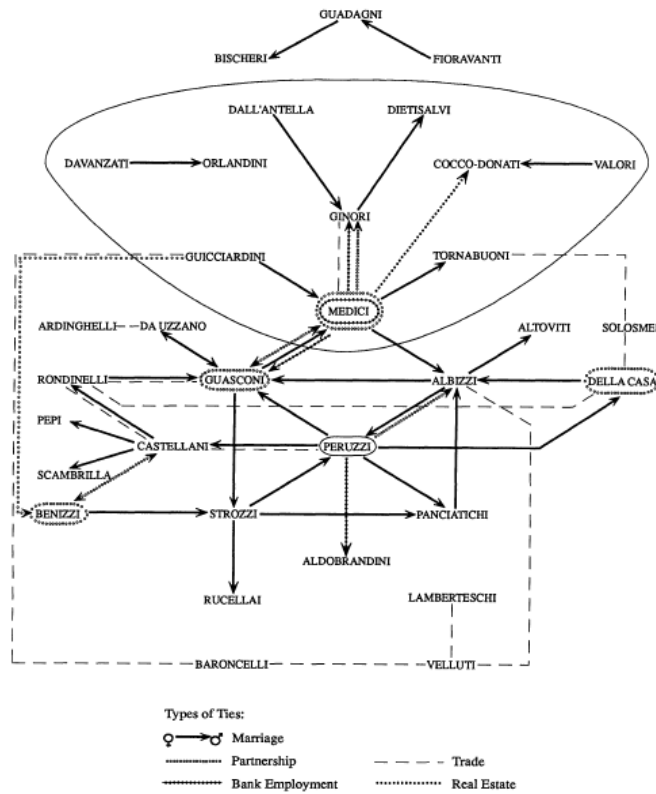 GUADAGNI
BISCHERI FIORAVANTI
DALL'ANTELLA DIETISALVI
DAVANZATI ORLANDINI COCCO-DONATI VALORI
GINORI
GUICCIARDINI TORNABUONI
MEDICI
ARDINGHELLI DA UZZANO ALTOVITI SOLOSMEI
RONDINELLI GUASCONI ALBIZZI DELLA CASA
PEPI
CASTELLANI PERUZZI
SCAMBRILLA
BENIZZI STROZZI PANCIATICHI
ALDOBRANDINI
RUCELLAI LAMBERTESCHI
BARONCELLI VELLUTI
Types of Ties:
♀ ♂ Marriage
Partnership Trade
Bank Employment Real Estate